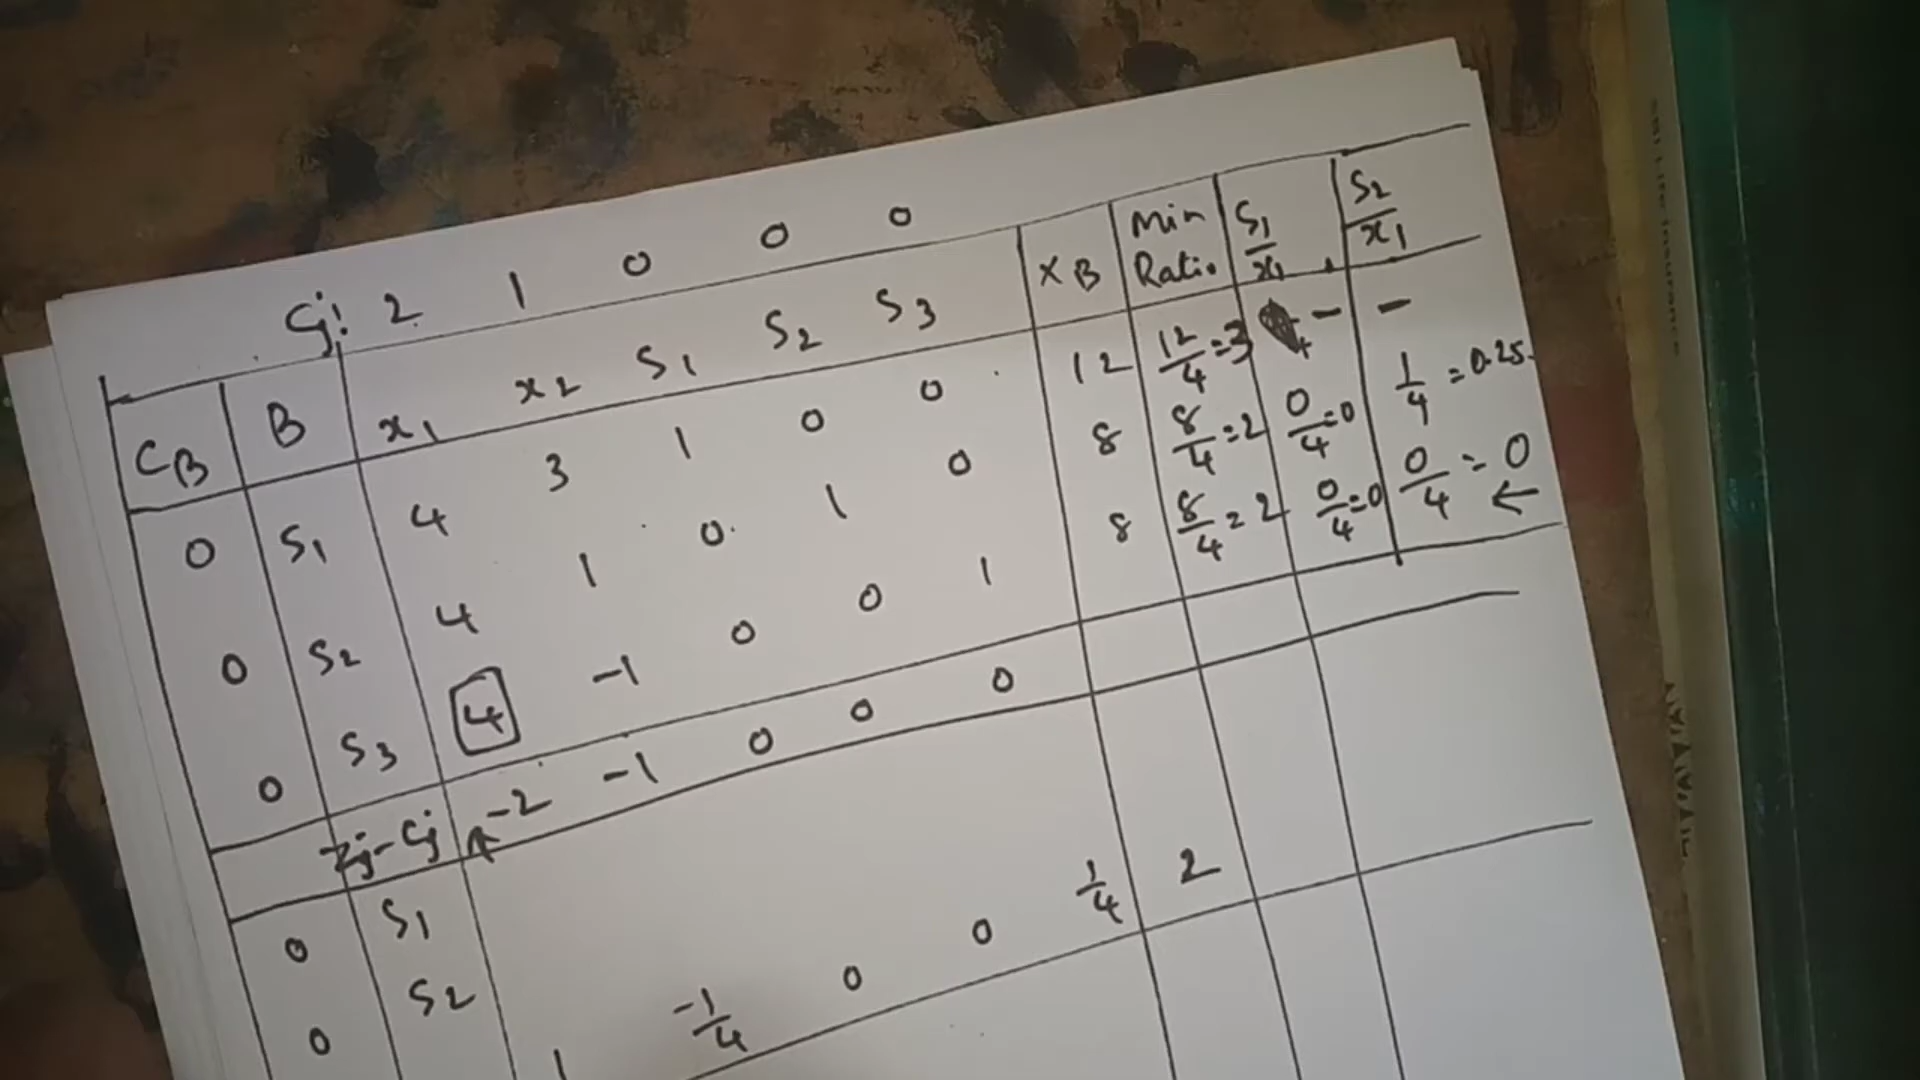 Cj: 2 1 0 0 0
CB B x1 x2 S1 S2 S3 XB Min Ratio S1/x1 S2/x1
0 S1 4 3 1 0 0 12 12/4=3 - -
0 S2 4 1 0 1 0 8 8/4=2 0/4=0 1/4=0.25
0 S3 4 -1 0 0 1 8 8/4=2 0/4=0 0/4=0 ←
Zj-Cj ↑-2 -1 0 0 0
0 S1
0 S2
1 -1/4 0 0 1/4 2